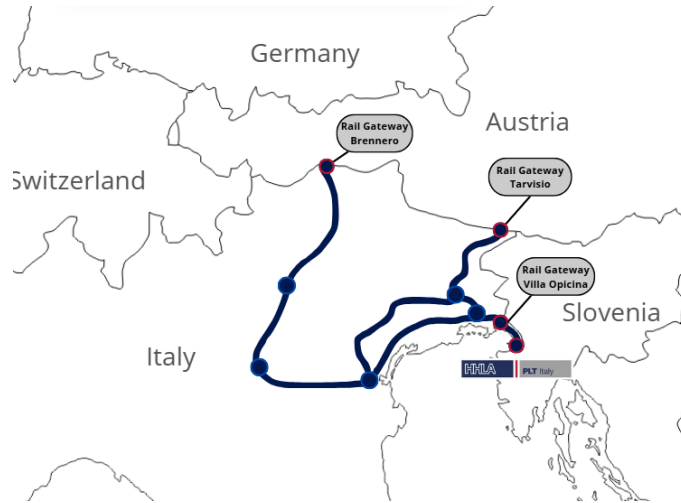 Germany
Rail Gateway
Brennero
Austria
Rail Gateway
Tarvisio
Switzerland
Rail Gateway
Villa Opicina
Slovenia
Italy
HHLA PLT Italy